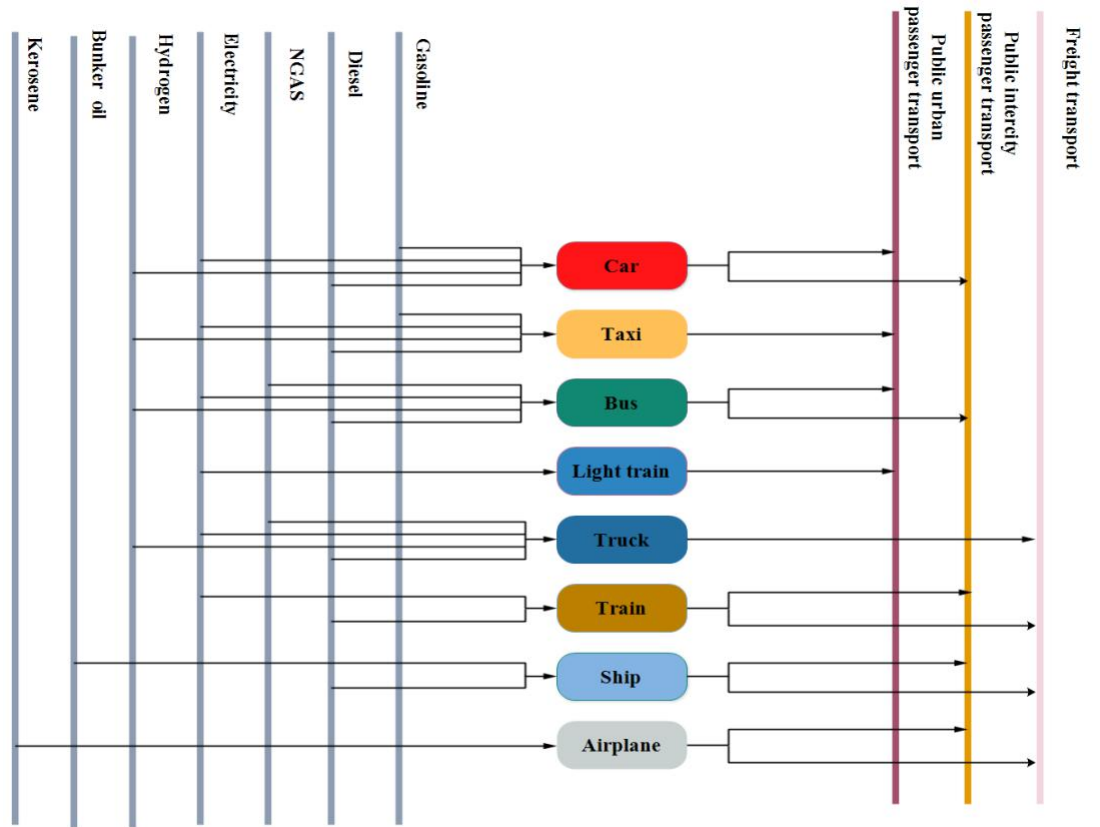 Kerosene
Bunker oil
Hydrogen
Electricity
NGAS
Diesel
Gasoline
Public urban
passenger transport
Public intercity
passenger transport
Freight transport
Car
Taxi
Bus
Light train
Truck
Train
Ship
Airplane